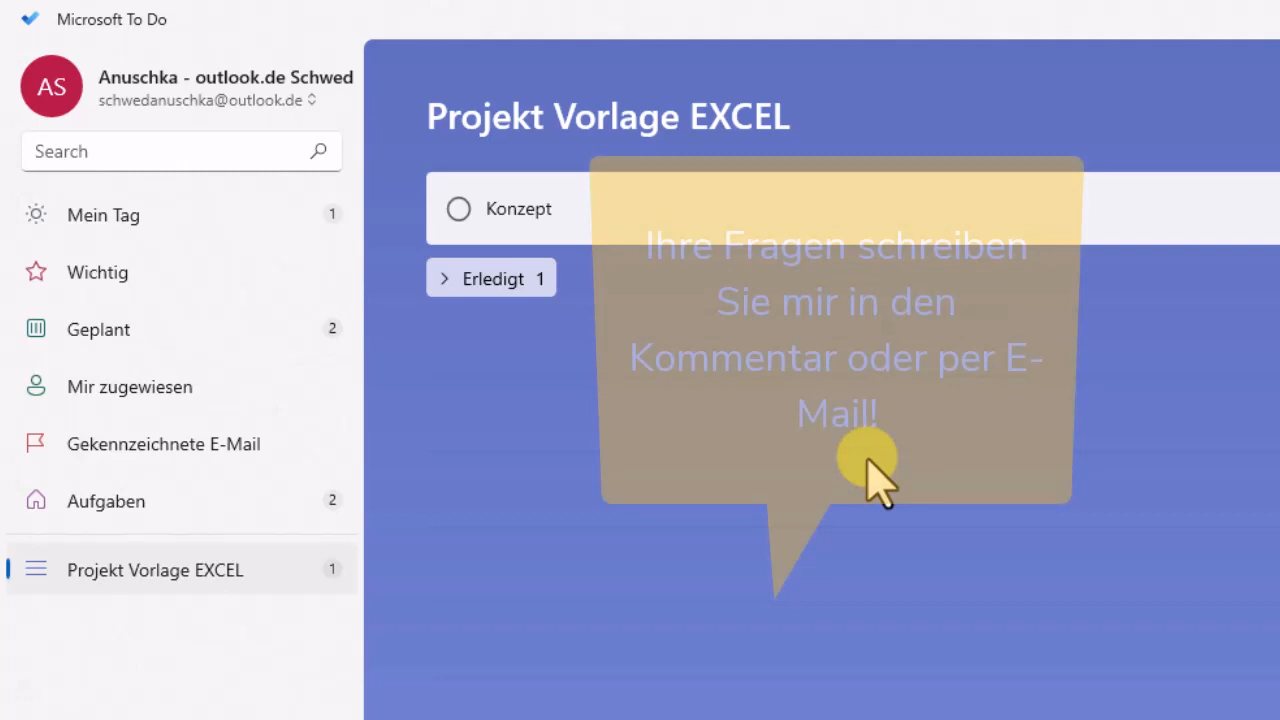 Microsoft To Do
AS
Anuschka - outlook.de Schwed
schwedanuschka@outlook.de
Search
Mein Tag 1
Wichtig
Geplant 2
Mir zugewiesen
Gekennzeichnete E-Mail
Aufgaben 2
Projekt Vorlage EXCEL 1
Projekt Vorlage EXCEL
Konzept
Erledigt 1
Ihre Fragen schreiben
Sie mir in den
Kommentar oder per E-
Mail!